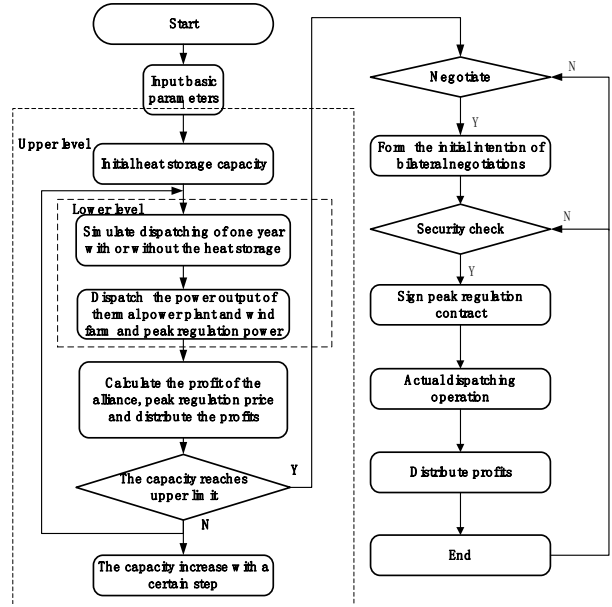 Start
Input basic
parameters
Upper level
Initial heat storage capacity
Lower level
Simulate dispatching of one year
with or without the heat storage
Dispatch the power output of
thermal power plant and wind
farm and peak regulation power
Calculate the profit of the
alliance, peak regulation price
and distribute the profits
The capacity reaches
upper limit
Y
N
The capacity increase with a
certain step
Negotiate
N
Y
Form the initial intention of
bilateral negotiations
Security check
N
Y
Sign peak regulation
contract
Actual dispatching
operation
Distribute profits
End